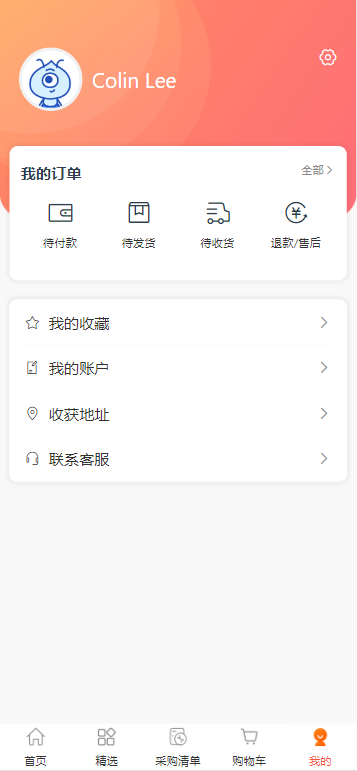 Colin Lee
我的订单
全部
待付款 待发货 待收货 退款/售后
我的收藏
我的账户
收获地址
联系客服
首页 精选 采购清单 购物车 我的